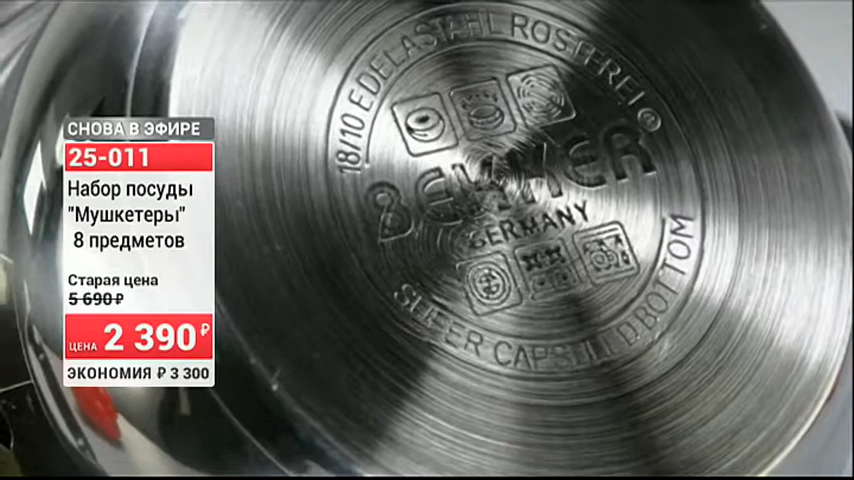 СНОВА В ЭФИРЕ
25-011
Набор посуды
"Мушкетеры"
8 предметов
Старая цена
5 690 ₽
ЦЕНА 2 390 ₽
ЭКОНОМИЯ ₽ 3 300
18/10 EDELASTAHL ROSTFREI ®
BEKKER
GERMANY
SUPER CAPSULED BOTTOM